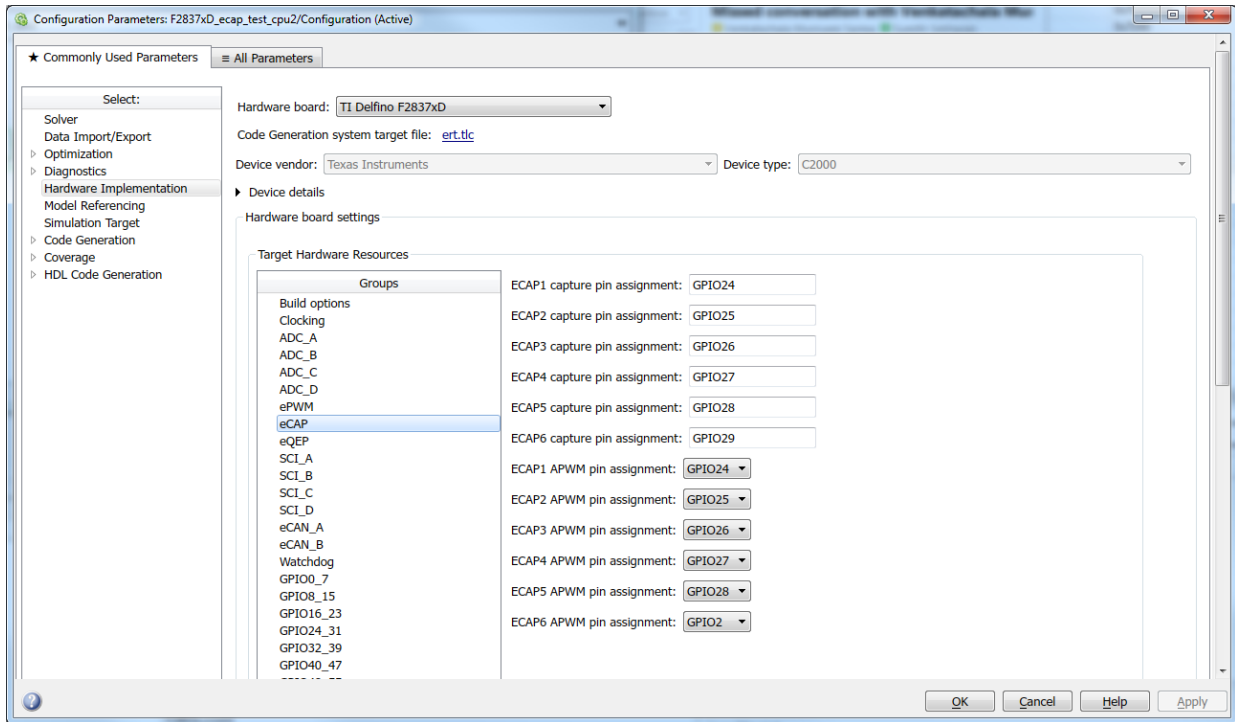 Configuration Parameters: F2837xD_ecap_test_cpu2/Configuration (Active)
★ Commonly Used Parameters
≡ All Parameters
Select:
Solver
Data Import/Export
Optimization
Diagnostics
Hardware Implementation
Model Referencing
Simulation Target
Code Generation
Coverage
HDL Code Generation
Hardware board: TI Delfino F2837xD
Code Generation system target file: ert.tlc
Device vendor: Texas Instruments Device type: C2000
Device details
Hardware board settings
Target Hardware Resources
Groups
Build options
Clocking
ADC_A
ADC_B
ADC_C
ADC_D
ePWM
eCAP
eQEP
SCI_A
SCI_B
SCI_C
SCI_D
eCAN_A
eCAN_B
Watchdog
GPIO0_7
GPIO8_15
GPIO16_23
GPIO24_31
GPIO32_39
GPIO40_47
ECAP1 capture pin assignment: GPIO24
ECAP2 capture pin assignment: GPIO25
ECAP3 capture pin assignment: GPIO26
ECAP4 capture pin assignment: GPIO27
ECAP5 capture pin assignment: GPIO28
ECAP6 capture pin assignment: GPIO29
ECAP1 APWM pin assignment: GPIO24
ECAP2 APWM pin assignment: GPIO25
ECAP3 APWM pin assignment: GPIO26
ECAP4 APWM pin assignment: GPIO27
ECAP5 APWM pin assignment: GPIO28
ECAP6 APWM pin assignment: GPIO2
OK Cancel Help Apply